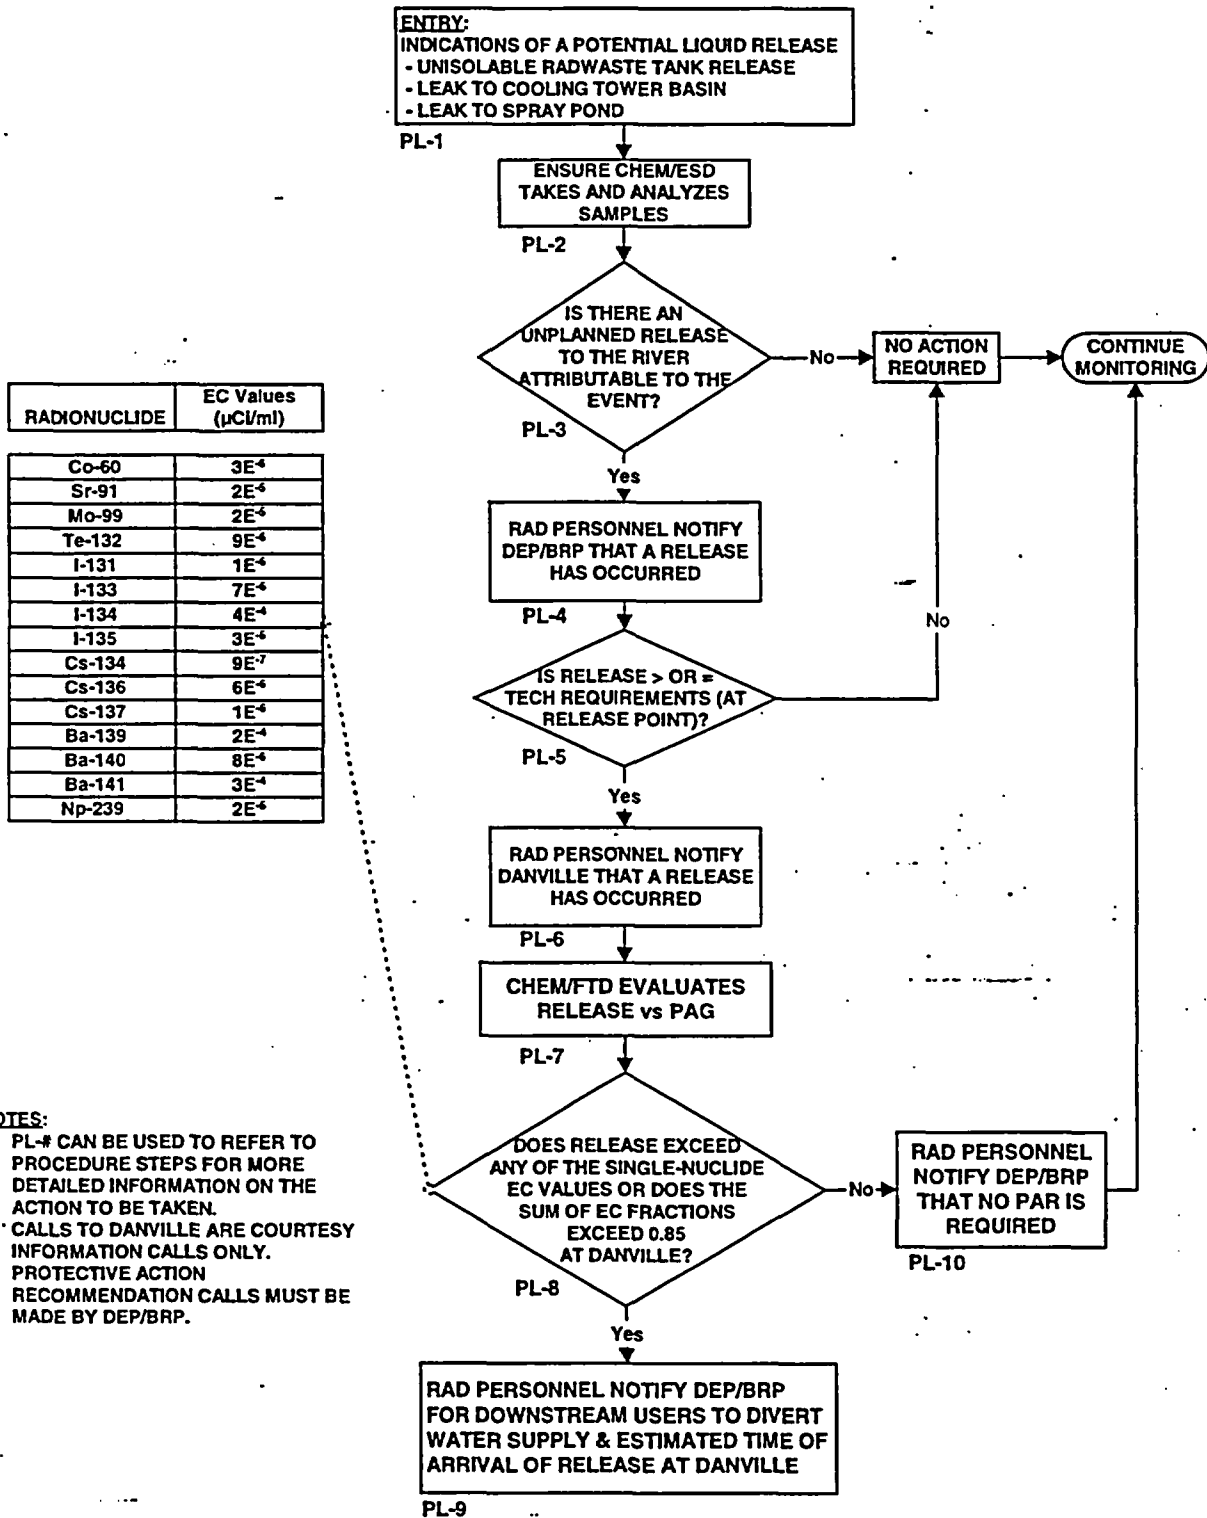 ENTRY:
INDICATIONS OF A POTENTIAL LIQUID RELEASE
- UNISOLABLE RADWASTE TANK RELEASE
- LEAK TO COOLING TOWER BASIN
- LEAK TO SPRAY POND
PL-1
ENSURE CHEM/ESD
TAKES AND ANALYZES
SAMPLES
PL-2
IS THERE AN
UNPLANNED RELEASE
TO THE RIVER
ATTRIBUTABLE TO THE
EVENT?
PL-3
No
NO ACTION
REQUIRED
CONTINUE
MONITORING
Yes
RAD PERSONNEL NOTIFY
DEP/BRP THAT A RELEASE
HAS OCCURRED
PL-4
No
IS RELEASE > OR =
TECH REQUIREMENTS (AT
RELEASE POINT)?
PL-5
Yes
RAD PERSONNEL NOTIFY
DANVILLE THAT A RELEASE
HAS OCCURRED
PL-6
CHEM/FTD EVALUATES
RELEASE vs PAG
PL-7
DOES RELEASE EXCEED
ANY OF THE SINGLE-NUCLIDE
EC VALUES OR DOES THE
SUM OF EC FRACTIONS
EXCEED 0.85
AT DANVILLE?
PL-8
No
RAD PERSONNEL
NOTIFY DEP/BRP
THAT NO PAR IS
REQUIRED
PL-10
Yes
RAD PERSONNEL NOTIFY DEP/BRP
FOR DOWNSTREAM USERS TO DIVERT
WATER SUPPLY & ESTIMATED TIME OF
ARRIVAL OF RELEASE AT DANVILLE
PL-9
RADIONUCLIDE EC Values (µCi/ml)
Co-60 3E-6
Sr-91 2E-5
Mo-99 2E-5
Te-132 9E-6
I-131 1E-6
I-133 7E-6
I-134 4E-4
I-135 3E-5
Cs-134 9E-7
Cs-136 6E-6
Cs-137 1E-6
Ba-139 2E-4
Ba-140 8E-6
Ba-141 3E-4
Np-239 2E-5
OTES:
PL-# CAN BE USED TO REFER TO
PROCEDURE STEPS FOR MORE
DETAILED INFORMATION ON THE
ACTION TO BE TAKEN.
CALLS TO DANVILLE ARE COURTESY
INFORMATION CALLS ONLY.
PROTECTIVE ACTION
RECOMMENDATION CALLS MUST BE
MADE BY DEP/BRP.